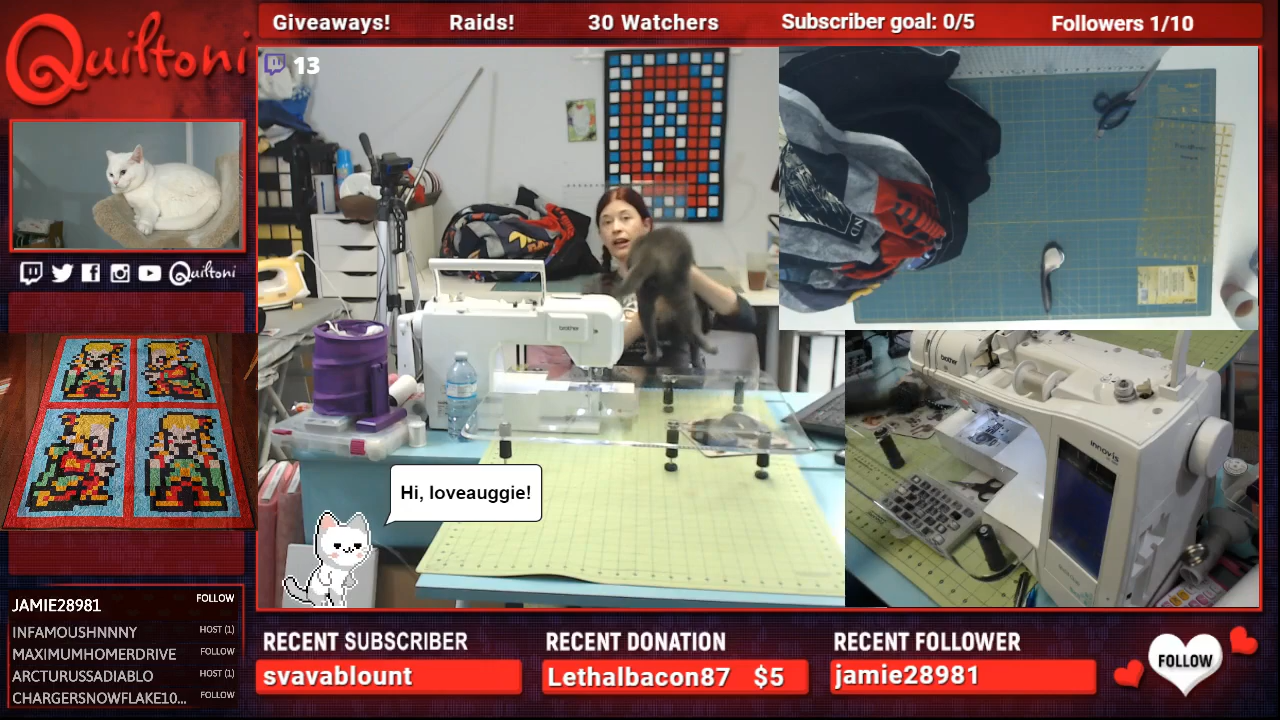 Quiltoni
Giveaways!
Raids!
30 Watchers
Subscriber goal: 0/5
Followers 1/10
13
brother
brother
innovis
Quiltoni
Hi, loveauggie!
JAMIE28981
FOLLOW
INFAMOUSHNNNY
HOST (1)
MAXIMUMHOMERDRIVE
FOLLOW
ARCTURUSSADIABLO
HOST (1)
CHARGERSNOWFLAKE10...
FOLLOW
RECENT SUBSCRIBER
svavablount
RECENT DONATION
Lethalbacon87 $5
RECENT FOLLOWER
jamie28981
FOLLOW